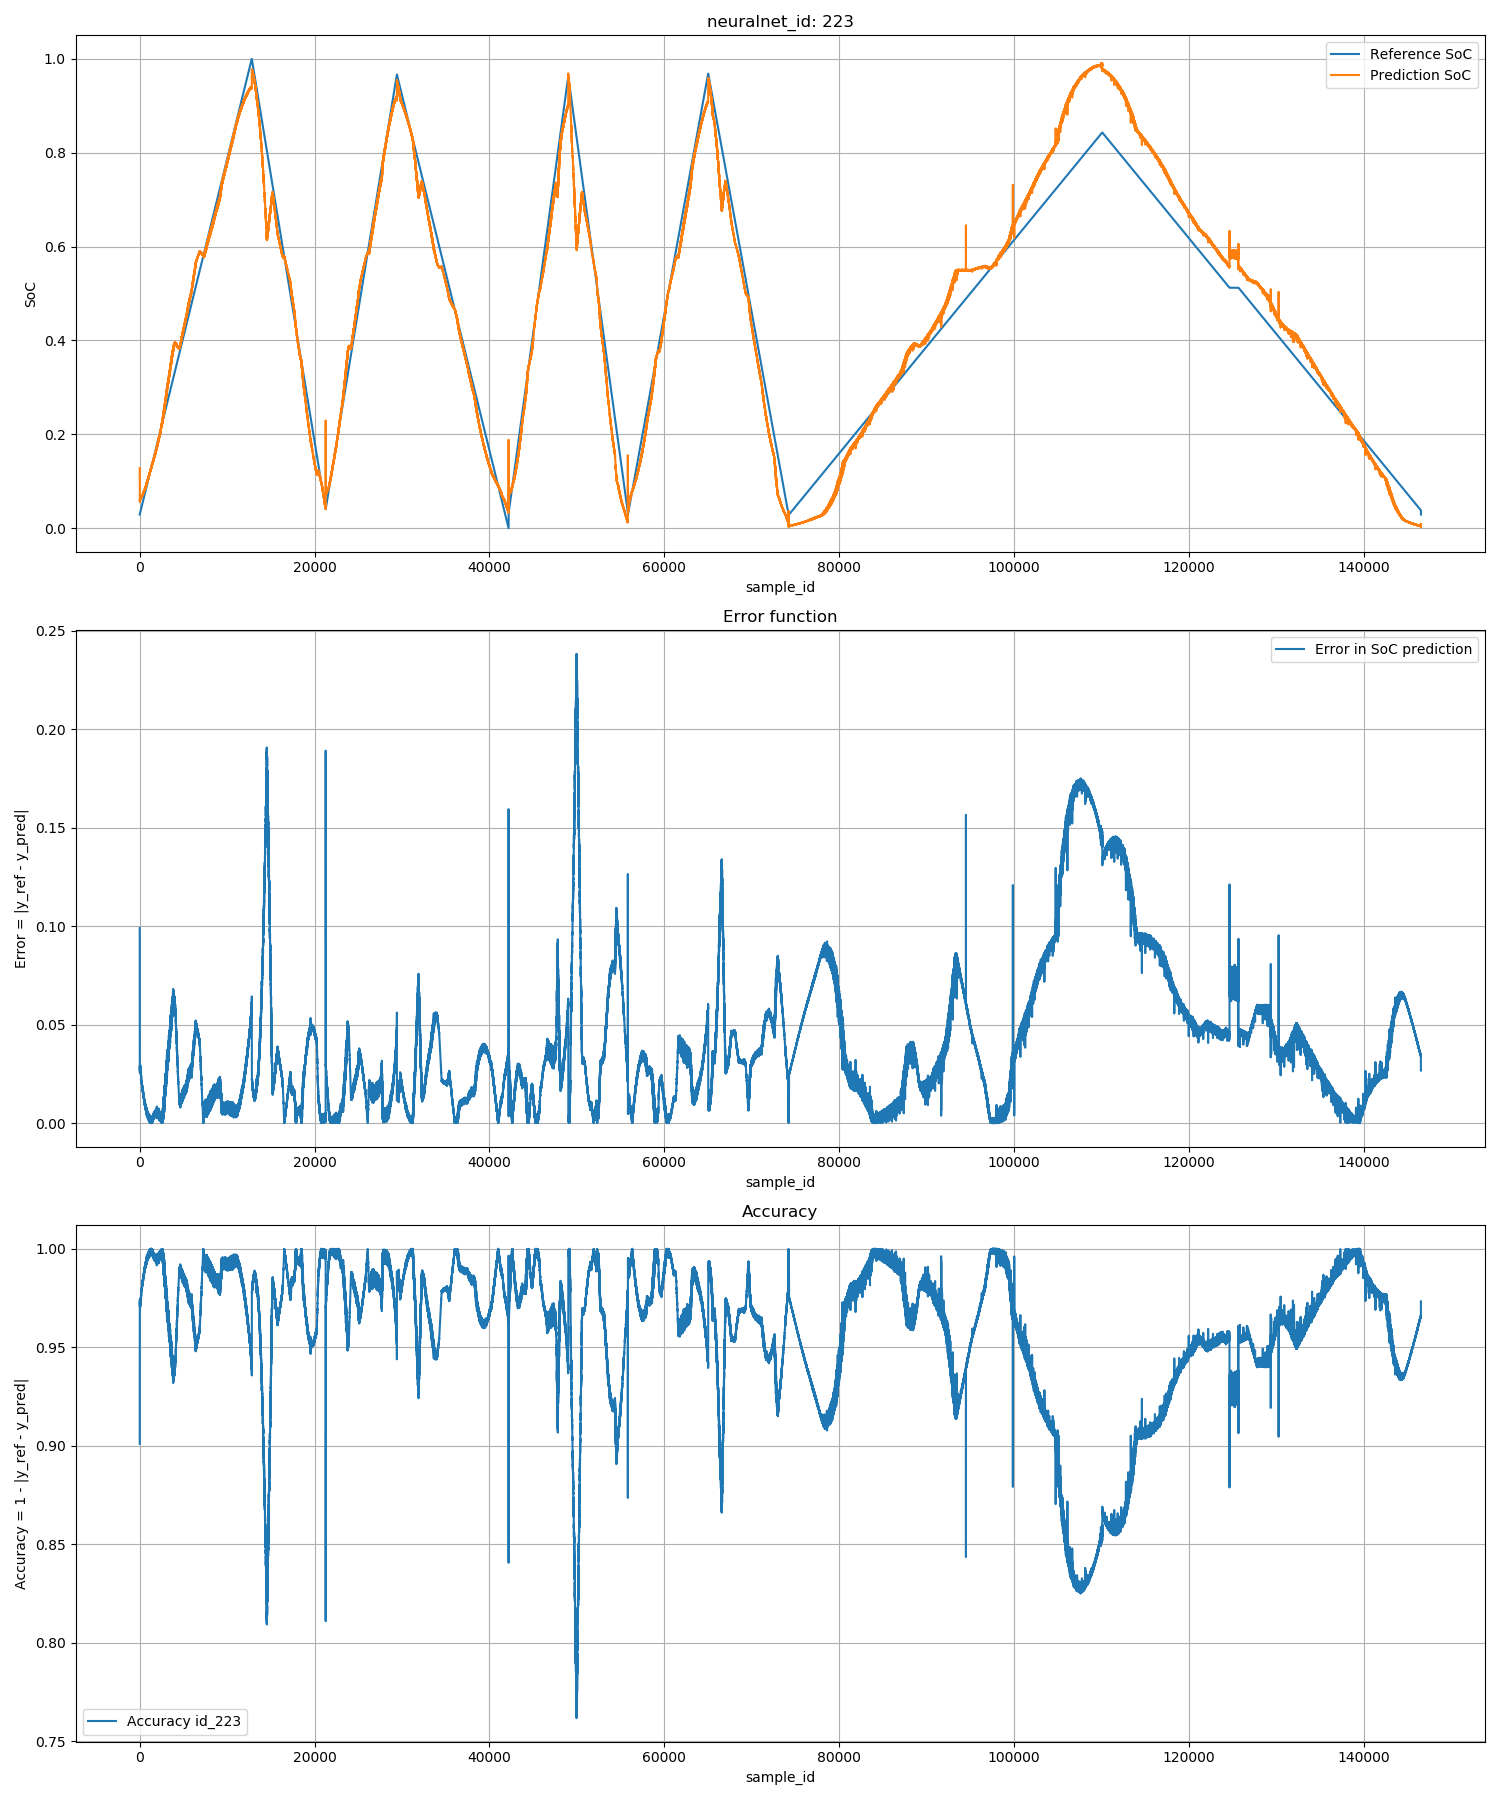 neuralnet_id: 223
1.0
0.8
0.6
0.4
0.2
0.0
SoC
Reference SoC
Prediction SoC
0 20000 40000 60000 80000 100000 120000 140000
sample_id
Error function
0.25
0.20
0.15
0.10
0.05
0.00
Error = |y_ref - y_pred|
Error in SoC prediction
0 20000 40000 60000 80000 100000 120000 140000
sample_id
Accuracy
1.00
0.95
0.90
0.85
0.80
0.75
Accuracy = 1 - |y_ref - y_pred|
Accuracy id_223
0 20000 40000 60000 80000 100000 120000 140000
sample_id